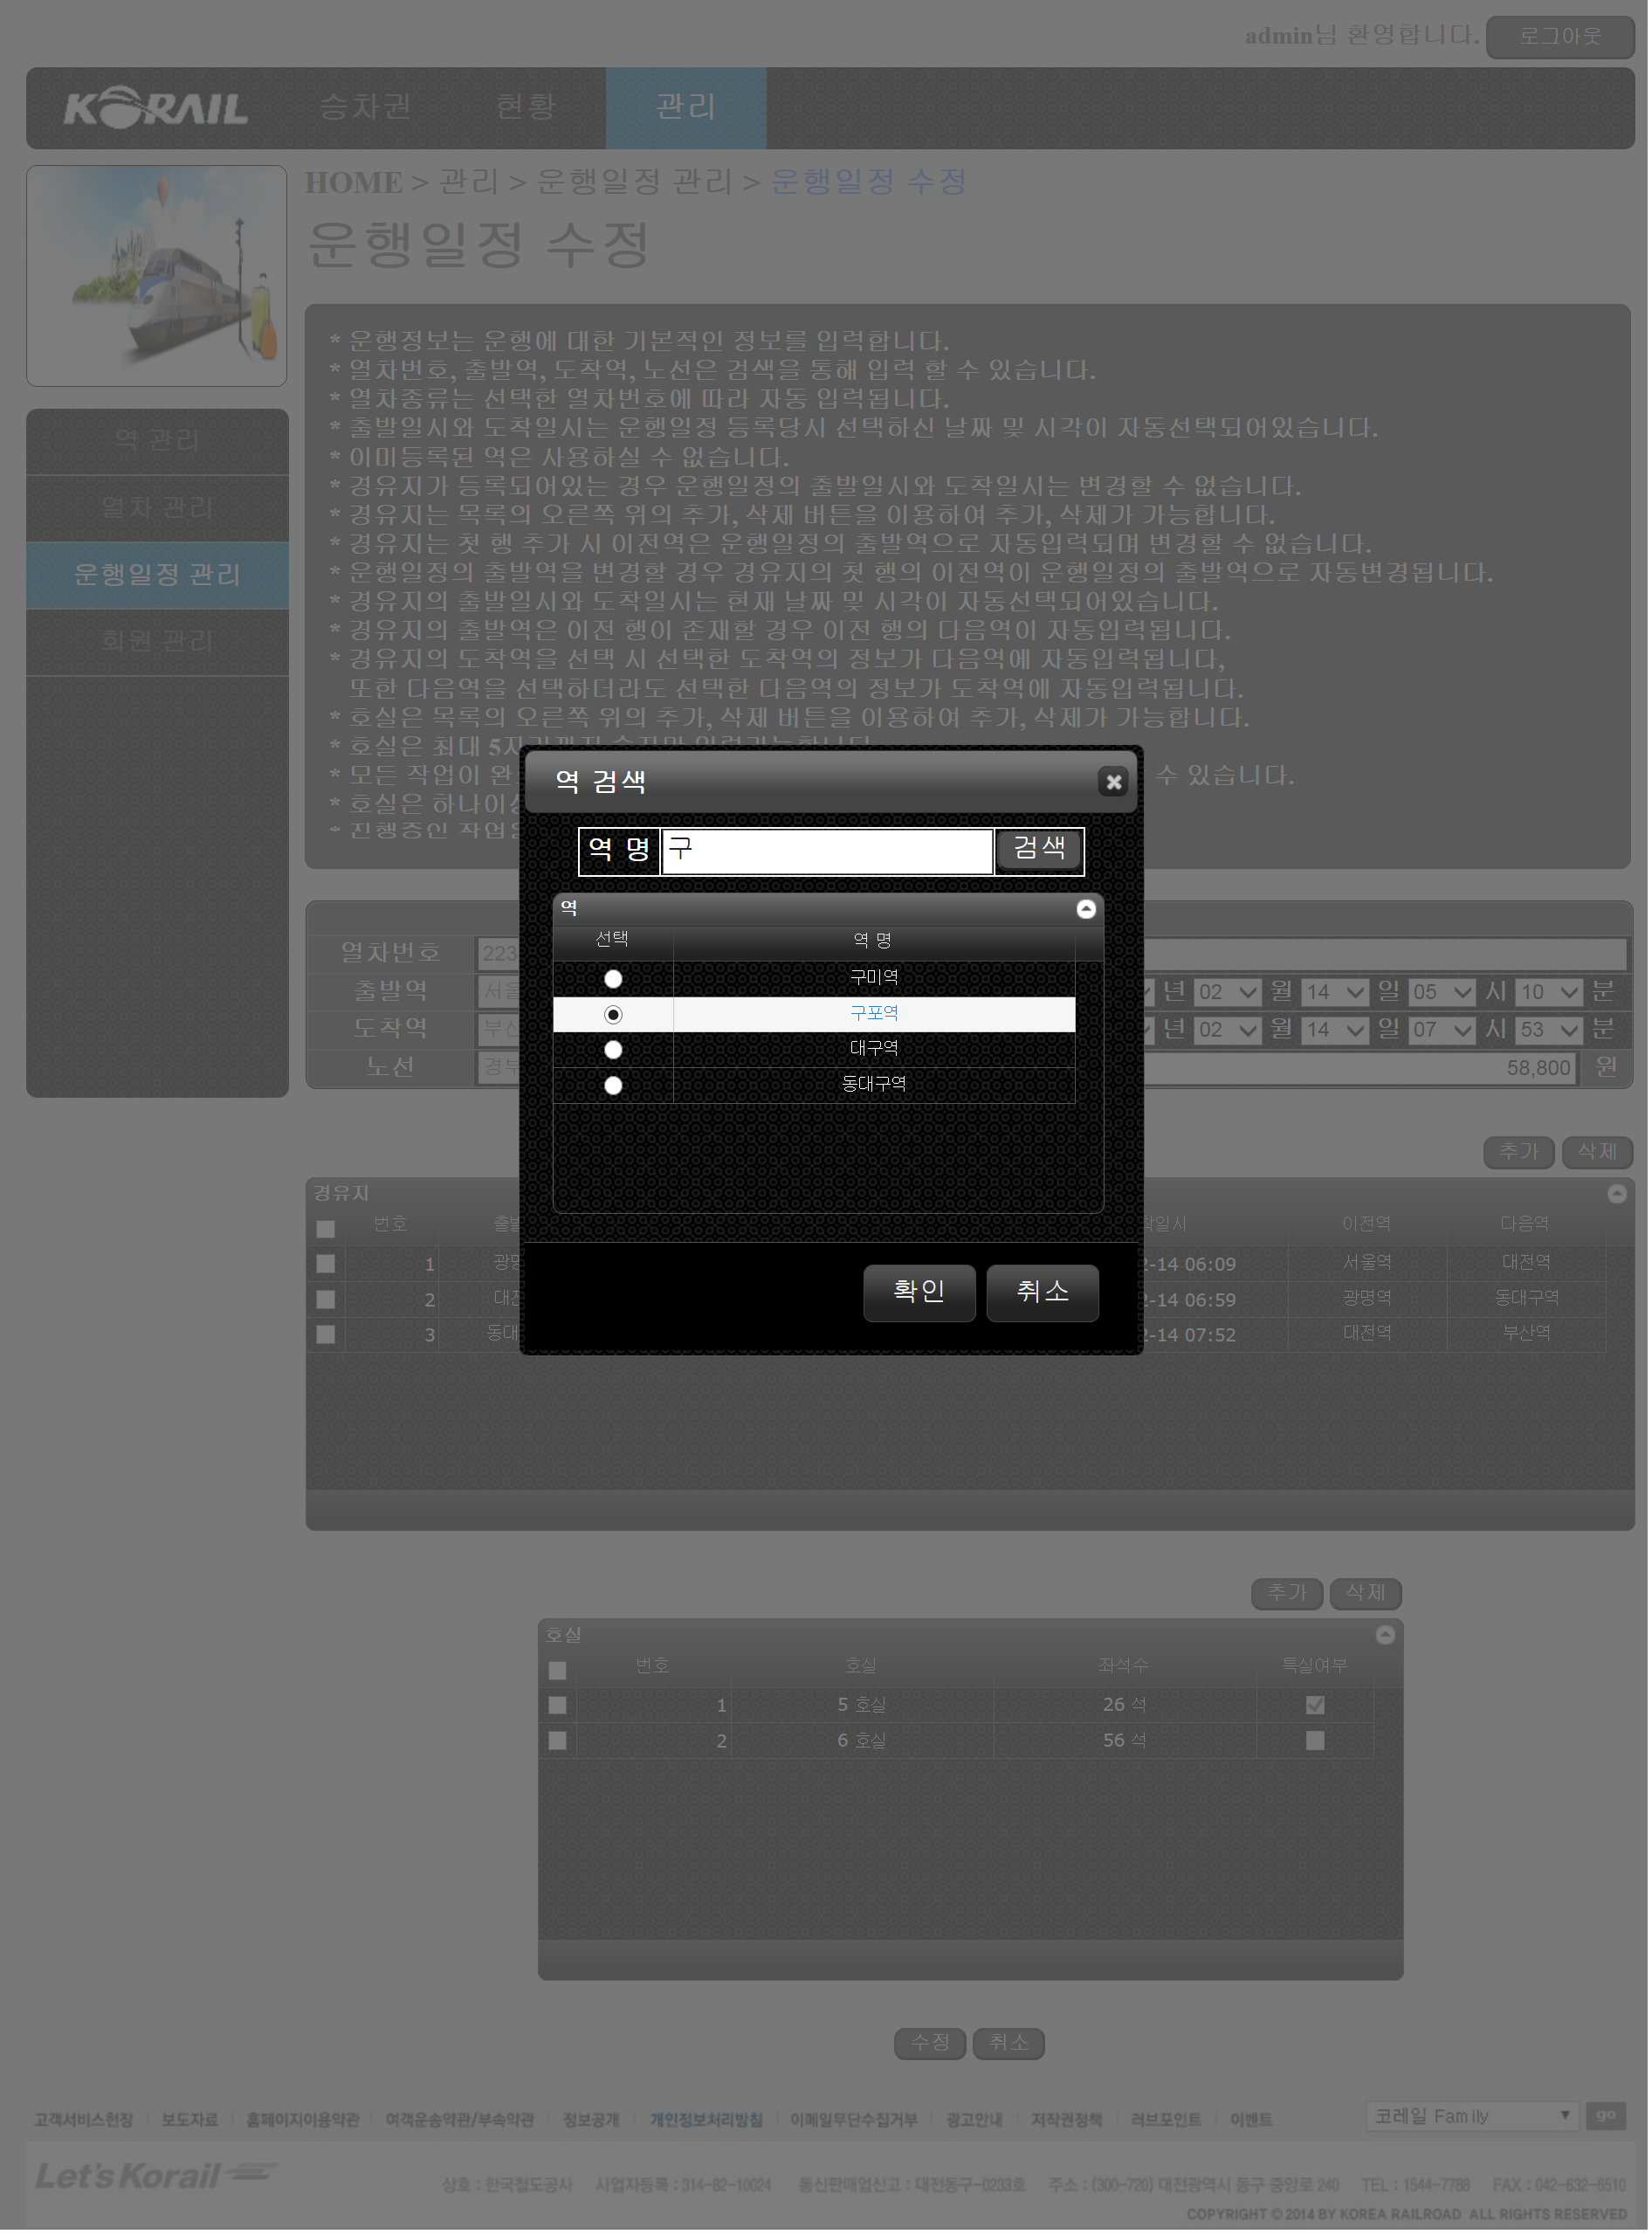 admin님 환영합니다. 로그아웃
KORAIL 승차권 현황 관리
HOME > 관리 > 운행일정 관리 > 운행일정 수정
운행일정 수정
역 관리
열차 관리
운행일정 관리
회원 관리
* 운행정보는 운행에 대한 기본적인 정보를 입력합니다.
* 열차번호, 출발역, 도착역, 노선은 검색을 통해 입력 할 수 있습니다.
* 열차종류는 선택한 열차번호에 따라 자동 입력됩니다.
* 출발일시와 도착일시는 운행일정 등록당시 선택하신 날짜 및 시각이 자동선택되어있습니다.
* 이미등록된 역은 사용하실 수 없습니다.
* 경유지가 등록되어있는 경우 운행일정의 출발일시와 도착일시는 변경할 수 없습니다.
* 경유지는 목록의 오른쪽 위의 추가, 삭제 버튼을 이용하여 추가, 삭제가 가능합니다.
* 경유지는 첫 행 추가 시 이전역은 운행일정의 출발역으로 자동입력되며 변경할 수 없습니다.
* 운행일정의 출발역을 변경할 경우 경유지의 첫 행의 이전역이 운행일정의 출발역으로 자동변경됩니다.
* 경유지의 출발일시와 도착일시는 현재 날짜 및 시각이 자동선택되어있습니다.
* 경유지의 출발역은 이전 행이 존재할 경우 이전 행의 다음역이 자동입력됩니다.
* 경유지의 도착역을 선택 시 선택한 도착역의 정보가 다음역에 자동입력됩니다,
또한 다음역을 선택하더라도 선택한 다음역의 정보가 도착역에 자동입력됩니다.
* 호실은 목록의 오른쪽 위의 추가, 삭제 버튼을 이용하여 추가, 삭제가 가능합니다.
* 호실은 최대 5자리까지 숫자만 입력가능합니다
* 모든 작업이 완 수 있습니다.
* 호실은 하나이상
* 진행중인 작업을
역 검색
역 명 구 검색
역
선택 역 명
구미역
구포역
대구역
동대구역
확인 취소
열차번호 223
출발역 서울 년 02 월 14 일 05 시 10 분
도착역 부산 년 02 월 14 일 07 시 53 분
노선 경부 58,800 원
추가 삭제
경유지
번호 출발 착일시 이전역 다음역
1 광명 2-14 06:09 서울역 대전역
2 대전 2-14 06:59 광명역 동대구역
3 동대 2-14 07:52 대전역 부산역
추가 삭제
호실
번호 호실 좌석수 특실여부
1 5 호실 26 석
2 6 호실 56 석
수정 취소
고객서비스헌장 보도자료 홈페이지이용약관 여객운송약관/부속약관 정보공개 개인정보처리방침 이메일무단수집거부 광고안내 저작권정책 러브포인트 이벤트 코레일 Family ▼ go
Let's Korail
상호 : 한국철도공사 사업자등록 : 314-82-10024 통신판매업신고 : 대전동구-0233호 주소 : (300-720) 대전광역시 동구 중앙로 240 TEL : 1544-7788 FAX : 042-632-6510
COPYRIGHT © 2014 BY KOREA RAILROAD ALL RIGHTS RESERVED